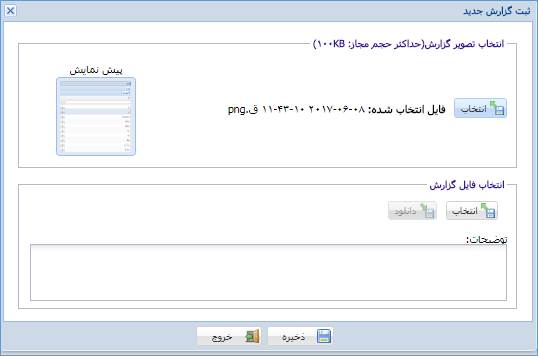 ثبت گزارش جدید
انتخاب تصویر گزارش(حداکثر حجم مجاز: ۱۰۰KB)
پیش نمایش
انتخاب فایل انتخاب شده: ۰۸-۰۶-۲۰۱۷ ۱۰-۴۳-۱۱ ق.png
انتخاب فایل گزارش
انتخاب دانلود
توضیحات:
ذخیره خروج